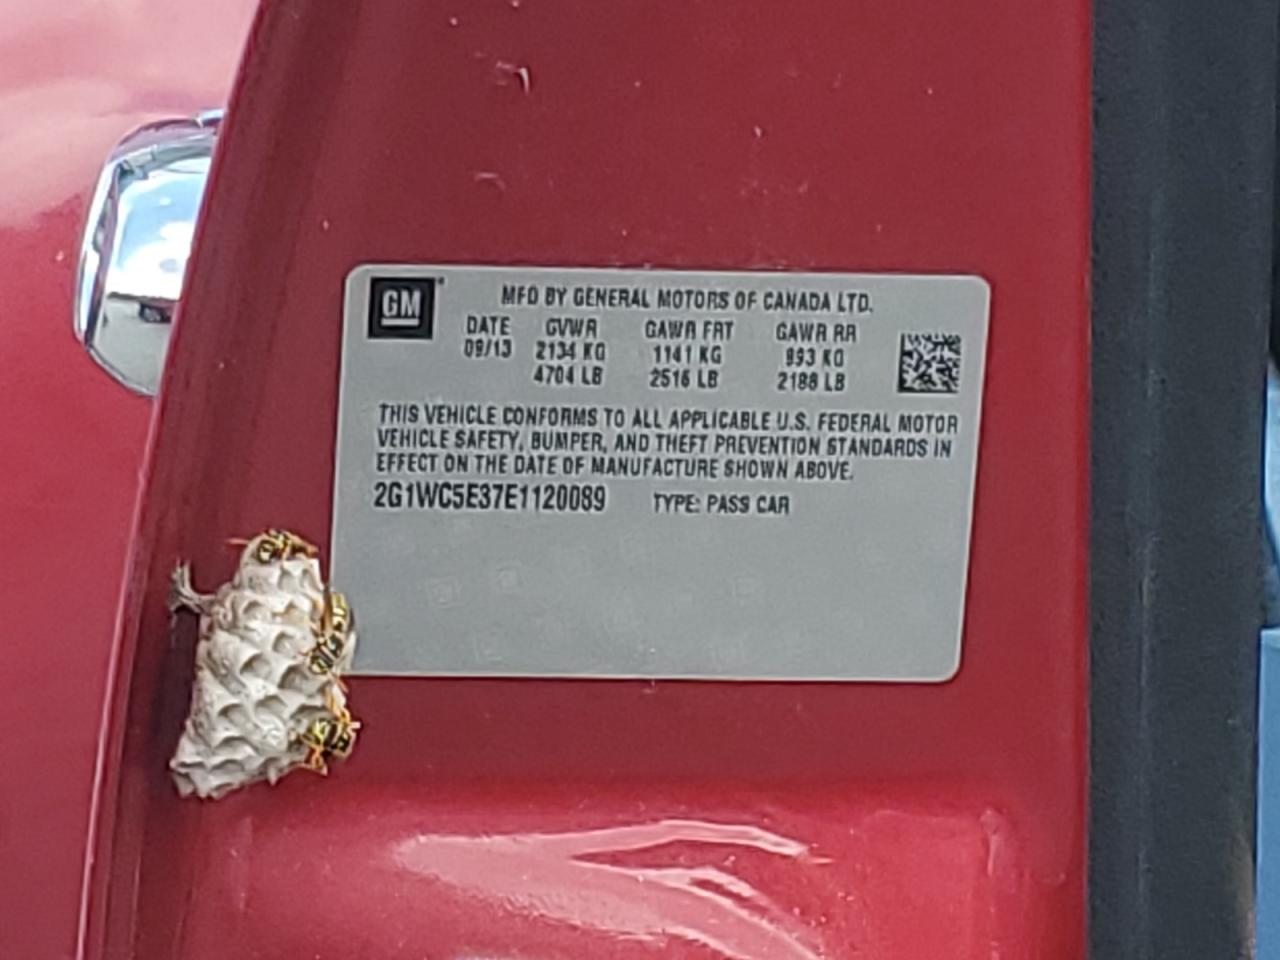 GM
MFD BY GENERAL MOTORS OF CANADA LTD.
DATE GVWR GAWR FRT GAWR RR
09/13 2134 KG 1141 KG 993 KG
4704 LB 2516 LB 2188 LB
THIS VEHICLE CONFORMS TO ALL APPLICABLE U.S. FEDERAL MOTOR
VEHICLE SAFETY, BUMPER, AND THEFT PREVENTION STANDARDS IN
EFFECT ON THE DATE OF MANUFACTURE SHOWN ABOVE.
2G1WC5E37E1120089 TYPE: PASS CAR